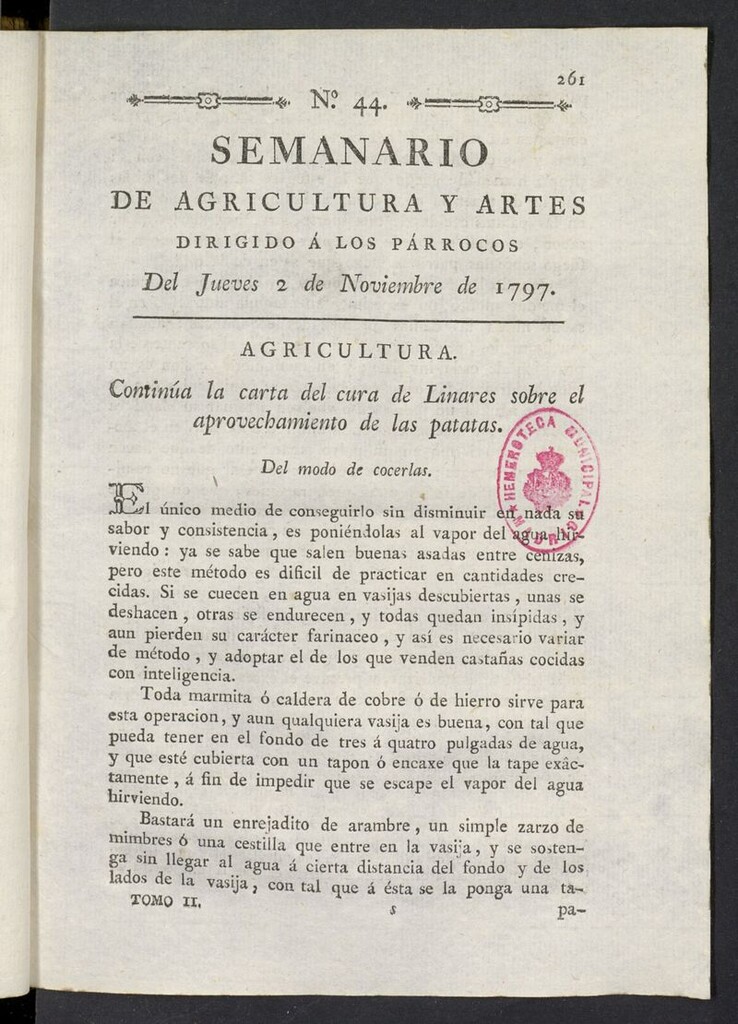 261
N.º 44.
SEMANARIO
DE AGRICULTURA Y ARTES
DIRIGIDO Á LOS PÁRROCOS
Del Jueves 2 de Noviembre de 1797.
AGRICULTURA.
Continúa la carta del cura de Linares sobre el
aprovechamiento de las patatas.
HEMEROTECA MUNICIPAL
MADRID
Del modo de cocerlas.
El único medio de conseguirlo sin disminuir en nada su
sabor y consistencia, es poniéndolas al vapor del agua hir-
viendo: ya se sabe que salen buenas asadas entre cenizas,
pero este método es dificil de practicar en cantidades cre-
cidas. Si se cuecen en agua en vasijas descubiertas, unas se
deshacen, otras se endurecen, y todas quedan insípidas, y
aun pierden su carácter farinaceo, y así es necesario variar
de método, y adoptar el de los que venden castañas cocidas
con inteligencia.
Toda marmita ó caldera de cobre ó de hierro sirve para
esta operacion, y aun qualquiera vasija es buena, con tal que
pueda tener en el fondo de tres á quatro pulgadas de agua,
y que esté cubierta con un tapon ó encaxe que la tape exâc-
tamente, á fin de impedir que se escape el vapor del agua
hirviendo.
Bastará un enrejadito de arambre, un simple zarzo de
mimbres ó una cestilla que entre en la vasija, y se sosten-
ga sin llegar al agua á cierta distancia del fondo y de los
lados de la vasija, con tal que á ésta se la ponga una ta-
TOMO II.
s
pa-